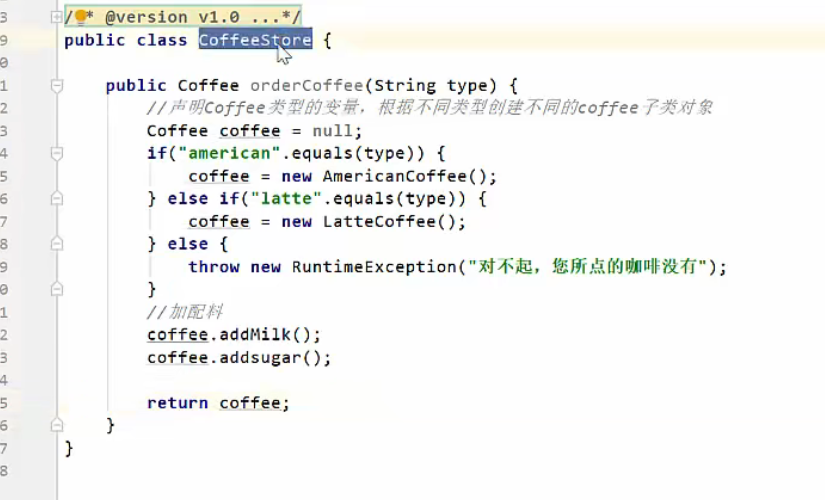 3 /* @version v1.0 ...*/
9 public class CoffeeStore {
0
1 public Coffee orderCoffee(String type) {
2 //声明Coffee类型的变量，根据不同类型创建不同的coffee子类对象
3 Coffee coffee = null;
4 if("american".equals(type)) {
5 coffee = new AmericanCoffee();
6 } else if("latte".equals(type)) {
7 coffee = new LatteCoffee();
8 } else {
9 throw new RuntimeException("对不起，您所点的咖啡没有");
0 }
1 //加配料
2 coffee.addMilk();
3 coffee.addsugar();
4
5 return coffee;
6 }
7 }
8